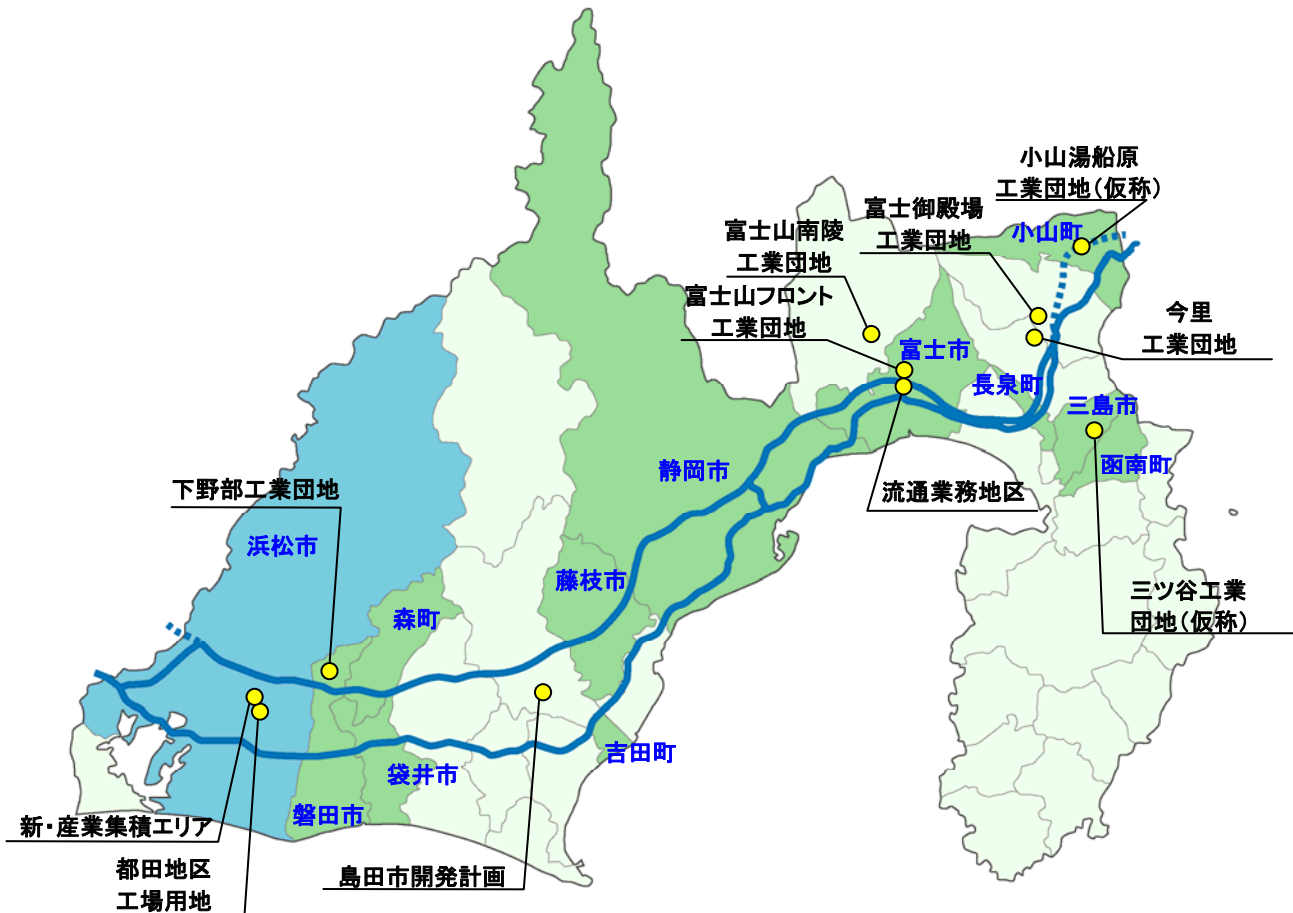 小山湯船原
工業団地(仮称)
富士御殿場
工業団地
小山町
富士山南陵
工業団地
富士山フロント
工業団地
今里
工業団地
富士市
長泉町
三島市
函南町
静岡市
流通業務地区
下野部工業団地
浜松市
藤枝市
三ツ谷工業
団地(仮称)
森町
吉田町
袋井市
磐田市
新・産業集積エリア
都田地区
工場用地
島田市開発計画